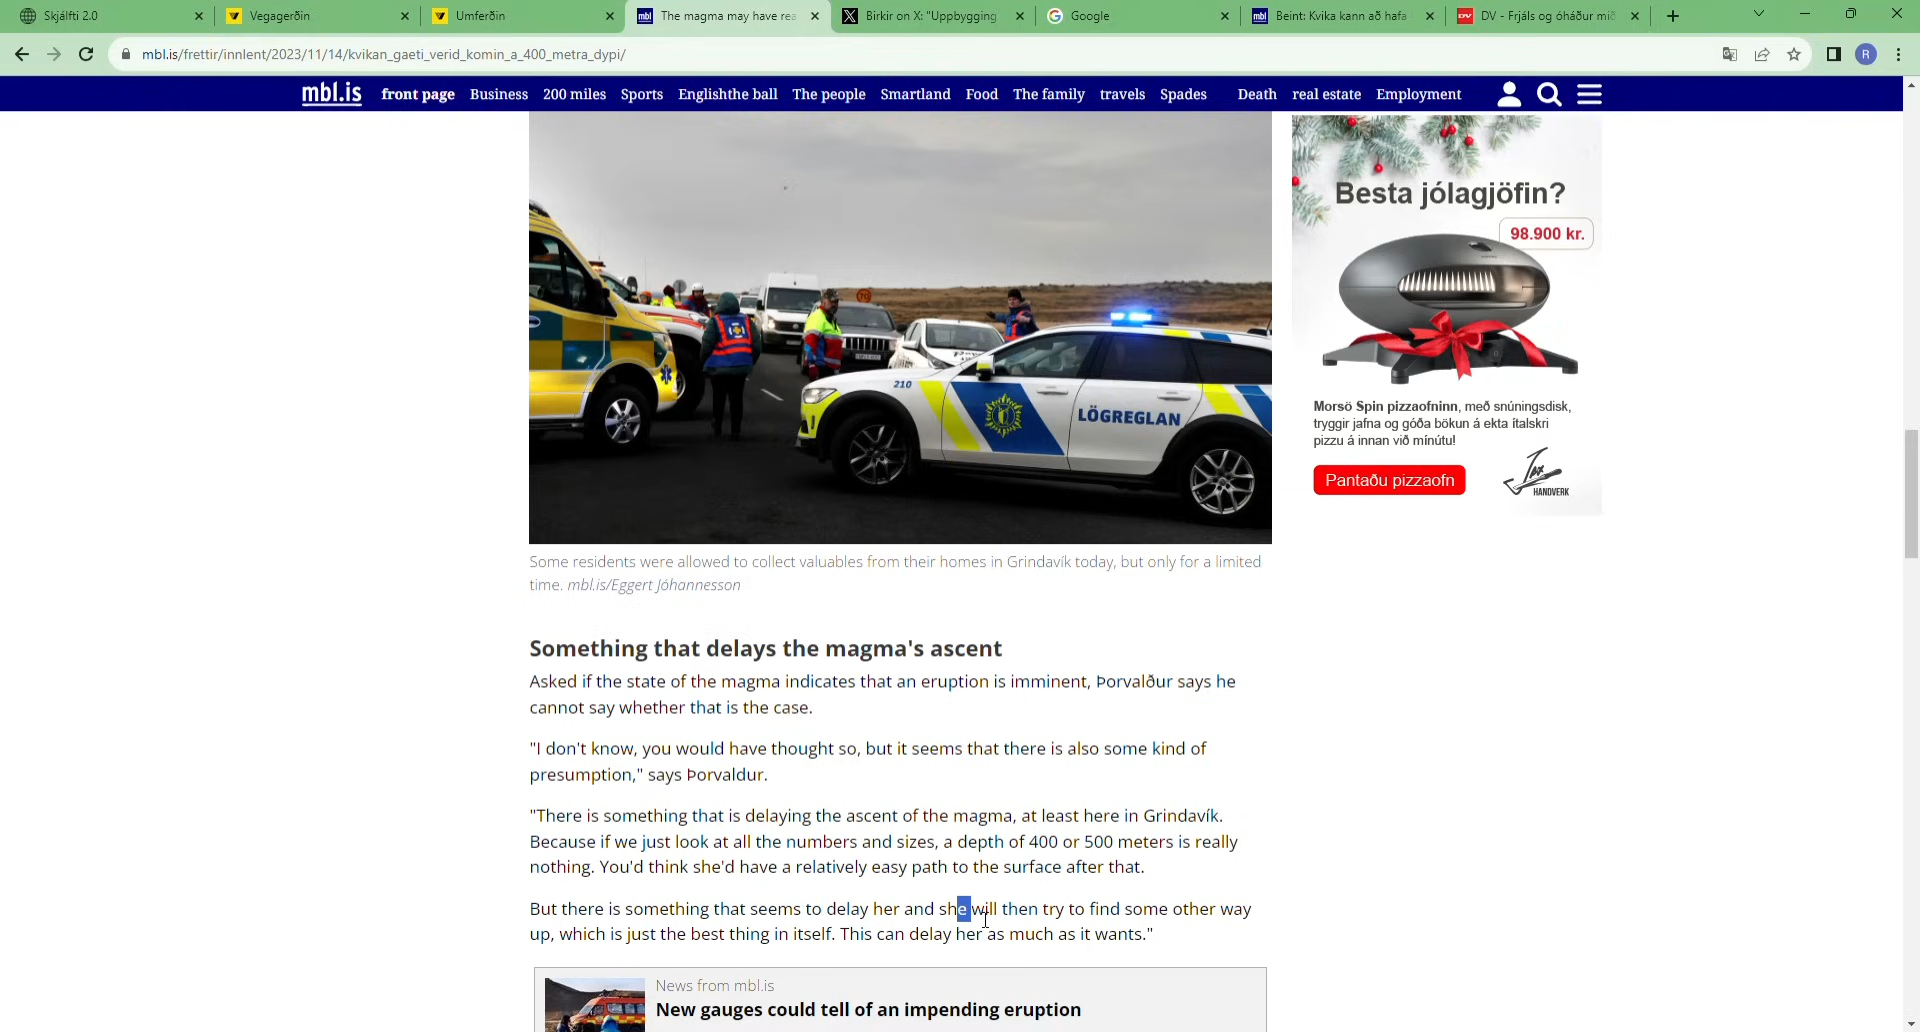 Skjálfti 2.0
Vegagerðin
Umferðin
The magma may have rea
Birkir on X: "Uppbygging
Google
Beint: Kvika kann að hafa
DV - Frjáls og óháður mið
mbl.is/frettir/innlent/2023/11/14/kvikan_gaeti_verid_komin_a_400_metra_dypi/
R
mbl.is front page Business 200 miles Sports Englishthe ball The people Smartland Food The family travels Spades Death real estate Employment
210
LÖGREGLAN
70
Besta jólagjöfin?
98.900 kr.
Morsö Spin pizzaofninn, með snúningsdisk,
tryggir jafna og góða bökun á ekta ítalskri
pizzu á innan við mínútu!
Pantaðu pizzaofn
HANDVERK
Some residents were allowed to collect valuables from their homes in Grindavík today, but only for a limited
time. mbl.is/Eggert Jóhannesson
Something that delays the magma's ascent
Asked if the state of the magma indicates that an eruption is imminent, Þorvalður says he
cannot say whether that is the case.
"I don't know, you would have thought so, but it seems that there is also some kind of
presumption," says Þorvaldur.
"There is something that is delaying the ascent of the magma, at least here in Grindavík.
Because if we just look at all the numbers and sizes, a depth of 400 or 500 meters is really
nothing. You'd think she'd have a relatively easy path to the surface after that.
But there is something that seems to delay her and she will then try to find some other way
up, which is just the best thing in itself. This can delay her as much as it wants."
News from mbl.is
New gauges could tell of an impending eruption